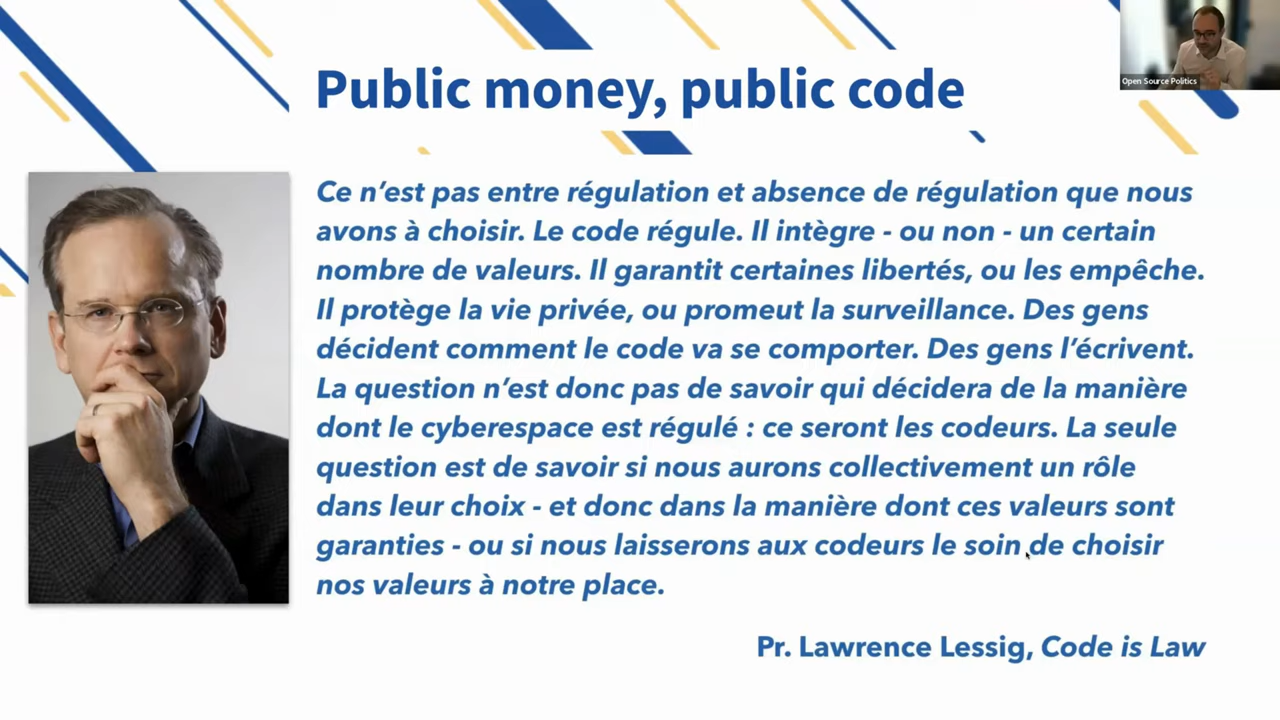 Public money, public code
Open Source Politics
Ce n’est pas entre régulation et absence de régulation que nous
avons à choisir. Le code régule. Il intègre - ou non - un certain
nombre de valeurs. Il garantit certaines libertés, ou les empêche.
Il protège la vie privée, ou promeut la surveillance. Des gens
décident comment le code va se comporter. Des gens l’écrivent.
La question n’est donc pas de savoir qui décidera de la manière
dont le cyberespace est régulé : ce seront les codeurs. La seule
question est de savoir si nous aurons collectivement un rôle
dans leur choix - et donc dans la manière dont ces valeurs sont
garanties - ou si nous laisserons aux codeurs le soin de choisir
nos valeurs à notre place.
Pr. Lawrence Lessig, Code is Law